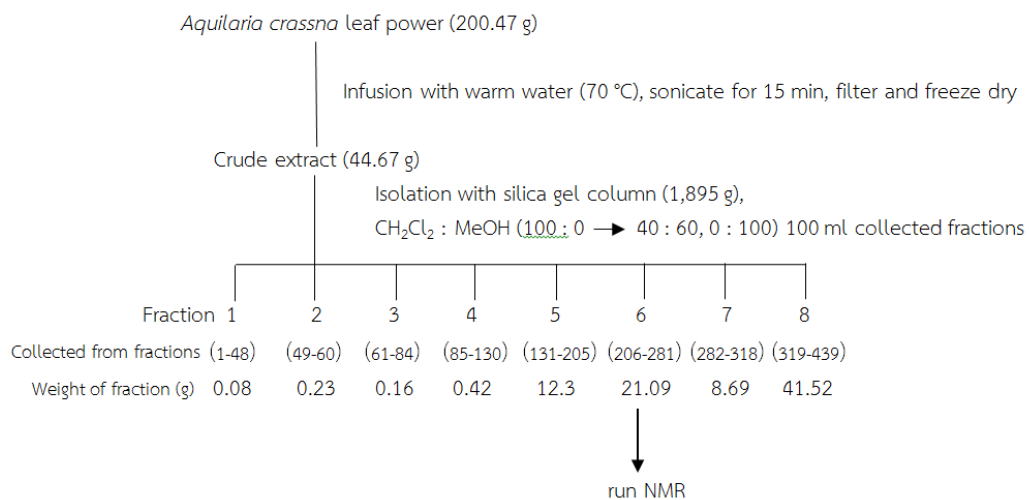 Aquilaria crassna leaf power (200.47 g)
Infusion with warm water (70 °C), sonicate for 15 min, filter and freeze dry
Crude extract (44.67 g)
Isolation with silica gel column (1,895 g),
CH₂Cl₂ : MeOH (100 : 0 → 40 : 60, 0 : 100) 100 ml collected fractions
Fraction 1 2 3 4 5 6 7 8
Collected from fractions (1-48) (49-60) (61-84) (85-130) (131-205) (206-281) (282-318) (319-439)
Weight of fraction (g) 0.08 0.23 0.16 0.42 12.3 21.09 8.69 41.52
run NMR